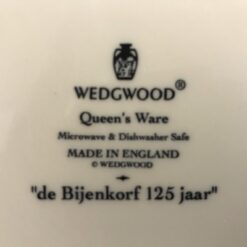 WEDGWOOD®
Queen's Ware
Microwave & Dishwasher Safe
MADE IN ENGLAND
© WEDGWOOD
"de Bijenkorf 125 jaar"